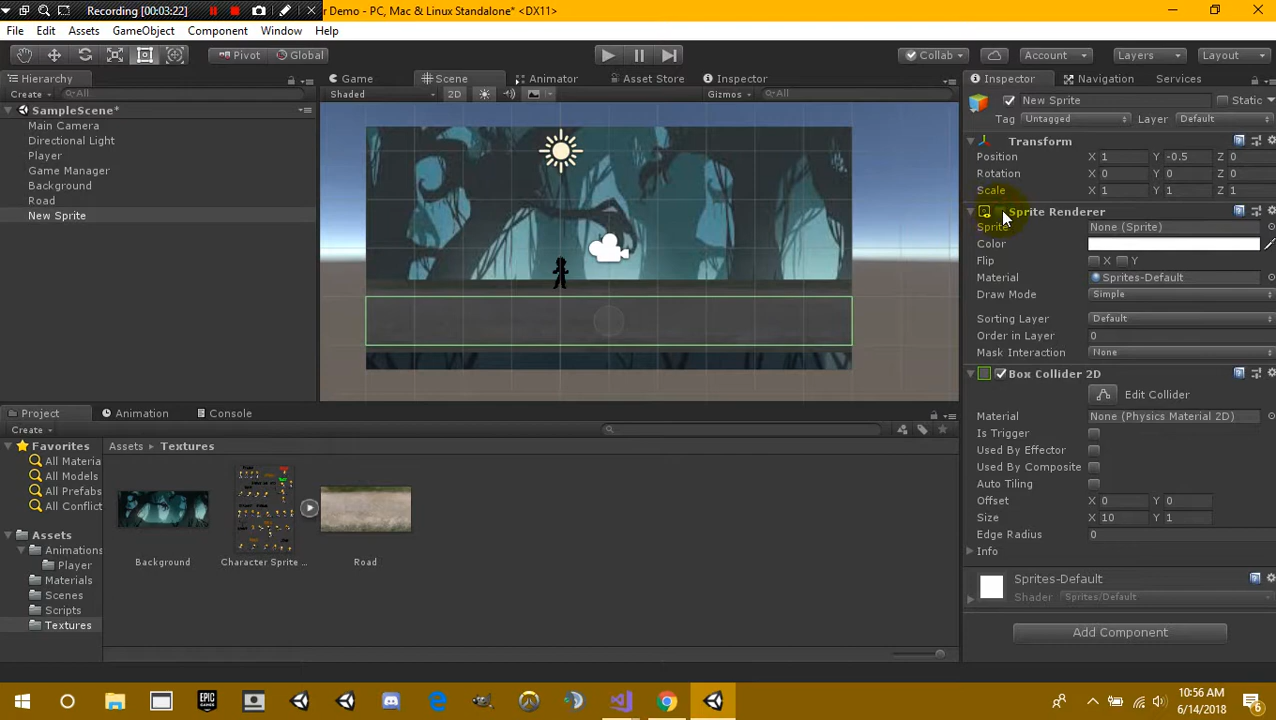 Recording [00:03:22]
r Demo - PC, Mac & Linux Standalone* <DX11>
File Edit Assets GameObject Component Window Help
Pivot Global Collab Account Layers Layout
Hierarchy Game Scene Animator Asset Store Inspector Inspector Navigation Services
Create All Shaded 2D Gizmos All
New Sprite Static
SampleScene*
Tag Untagged Layer Default
Main Camera
Directional Light
Transform
Player
Position X 1 Y -0.5 Z 0
Game Manager
Rotation X 0 Y 0 Z 0
Background
Scale X 1 Y 1 Z 1
Road
New Sprite
Sprite Renderer
Sprite None (Sprite)
Color
Flip X Y
Material Sprites-Default
Draw Mode Simple
Sorting Layer Default
Order in Layer 0
Mask Interaction None
Box Collider 2D
Edit Collider
Project Animation Console
Material None (Physics Material 2D)
Create
Is Trigger
Favorites
Assets Textures
Used By Effector
All Materia
Used By Composite
All Models
Auto Tiling
All Prefabs
Offset X 0 Y 0
All Conflict
Size X 10 Y 1
Edge Radius 0
Assets
Info
Animations
Background Character Sprite ... Road
Player
Materials
Sprites-Default
Scenes
Shader Sprites/Default
Scripts
Textures
Add Component
EPIC GAMES
10:56 AM
6/14/2018
6